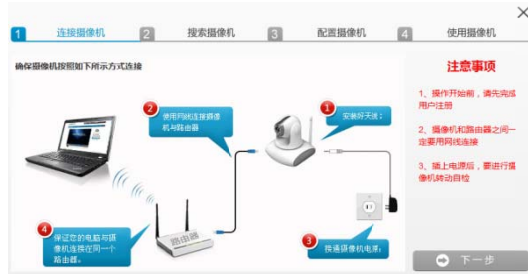 1 连接摄像机 2 搜索摄像机 3 配置摄像机 4 使用摄像机
确保摄像机按照如下所示方式连接
2
使用网线连接摄像
机与路由器
1
安装好天线;
路由器
4
保证您的电脑与摄
像机连接在同一个
路由器。
3
接通摄像机电源;
注意事项
1、操作开始前,请先完成
用户注册
2、摄像机和路由器之间一
定要用网线连接
3、插上电源后,要进行摄
像机转动自检
下一步